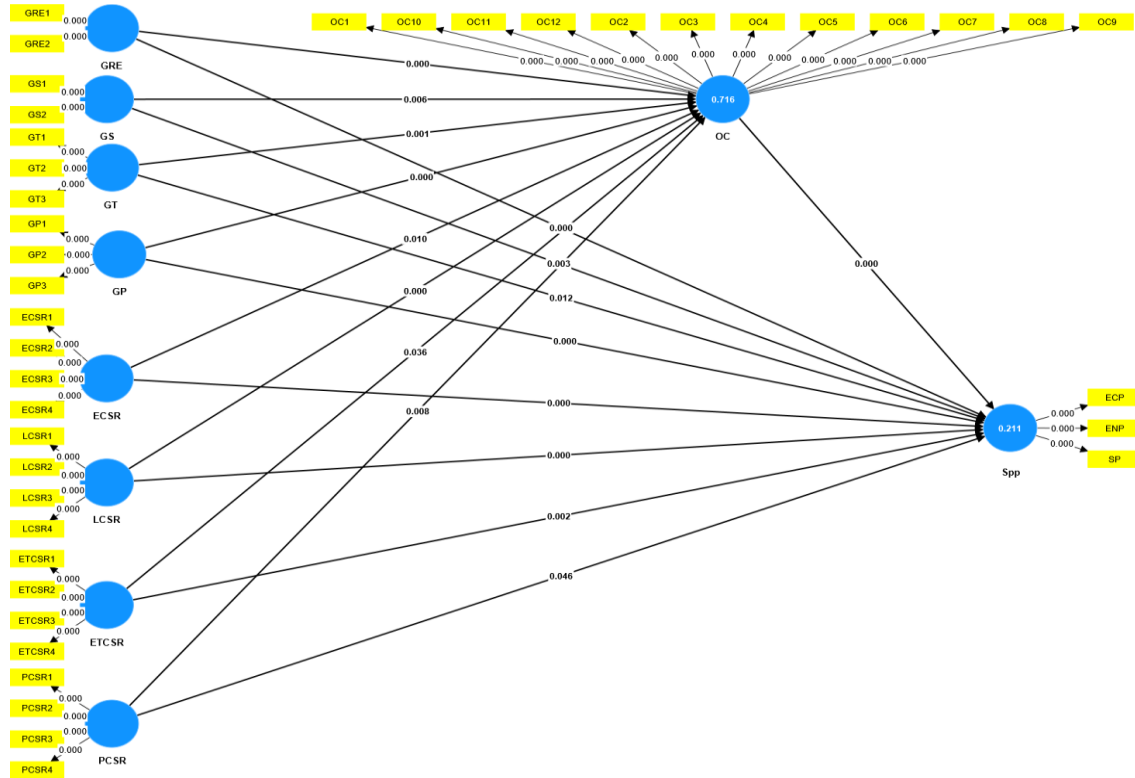 GRE1
GRE2
0.000
0.000
GRE
GS1
GS2
0.000
0.000
GS
GT1
GT2
GT3
0.000
0.000
0.000
GT
GP1
GP2
GP3
0.000
0.000
0.000
GP
ECSR1
ECSR2
ECSR3
ECSR4
0.000
0.000
0.000
0.000
ECSR
LCSR1
LCSR2
LCSR3
LCSR4
0.000
0.000
0.000
0.000
LCSR
ETCSR1
ETCSR2
ETCSR3
ETCSR4
0.000
0.000
0.000
0.000
ETCSR
PCSR1
PCSR2
PCSR3
PCSR4
0.000
0.000
0.000
0.000
PCSR
OC1
OC10
OC11
OC12
OC2
OC3
OC4
OC5
OC6
OC7
OC8
OC9
0.000
0.000
0.000
0.000
0.000
0.000
0.000
0.000
0.000
0.000
0.000
0.000
0.716
OC
0.000
0.006
0.001
0.000
0.010
0.000
0.036
0.008
0.000
0.003
0.012
0.000
0.000
0.000
0.002
0.046
0.000
0.211
Spp
0.000
0.000
0.000
ECP
ENP
SP